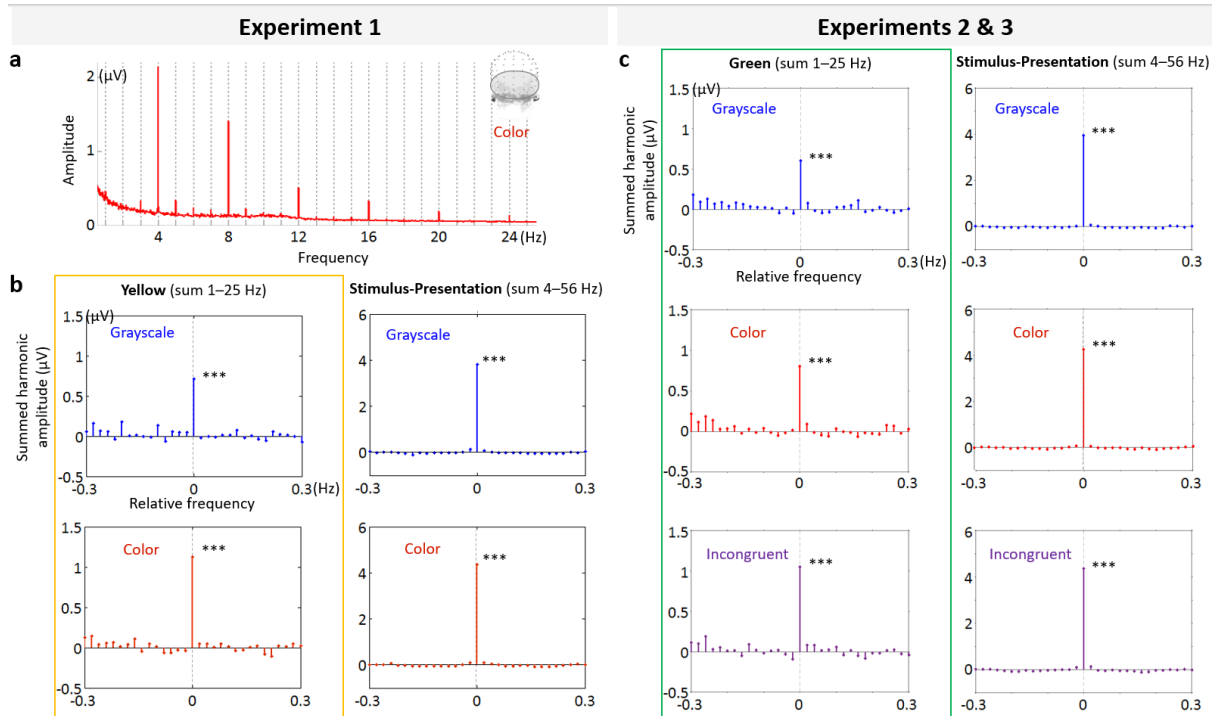 Experiment 1
Experiments 2 & 3
a
2 (μV)
1
0
Amplitude
Color
4 8 12 16 20 24 (Hz)
Frequency
b
Yellow (sum 1–25 Hz)
Stimulus-Presentation (sum 4–56 Hz)
Summed harmonic
amplitude (μV)
1.5 (μV)
1
0.5
0
-0.5
Grayscale
***
-0.3 0 0.3 (Hz)
Relative frequency
6
4
2
0
Grayscale
***
-0.3 0 0.3
1.5
1
0.5
0
-0.5
Color
***
-0.3 0 0.3
6
4
2
0
Color
***
-0.3 0 0.3
c
Green (sum 1–25 Hz)
Stimulus-Presentation (sum 4–56 Hz)
Summed harmonic
amplitude (μV)
(μV)
1.5
1
0.5
0
-0.5
Grayscale
***
-0.3 0 0.3 (Hz)
Relative frequency
6
4
2
0
Grayscale
***
-0.3 0 0.3
1.5
1
0.5
0
-0.5
Color
***
-0.3 0 0.3
6
4
2
0
Color
***
-0.3 0 0.3
1.5
1
0.5
0
-0.5
Incongruent
***
-0.3 0 0.3
6
4
2
0
Incongruent
***
-0.3 0 0.3